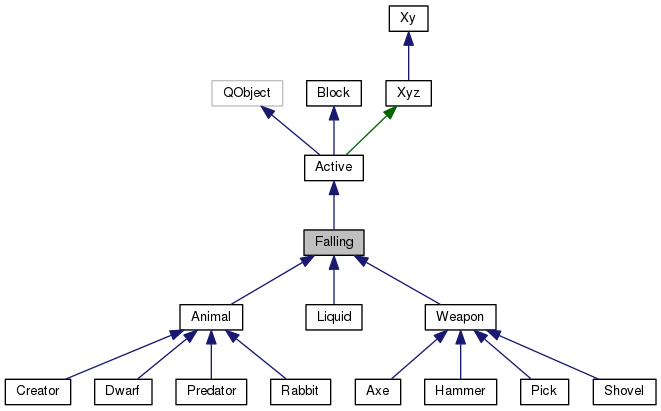 Xy
QObject
Block
Xyz
Active
Falling
Animal
Liquid
Weapon
Creator
Dwarf
Predator
Rabbit
Axe
Hammer
Pick
Shovel